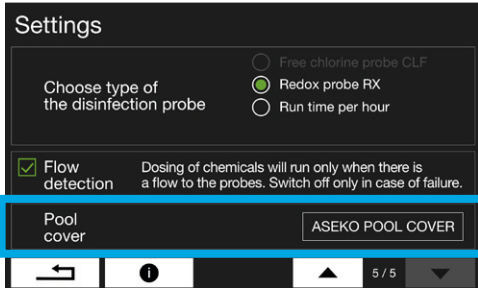 Settings
Choose type of
the disinfection probe
Free chlorine probe CLF
Redox probe RX
Run time per hour
Flow
detection
Dosing of chemicals will run only when there is
a flow to the probes. Switch off only in case of failure.
Pool
cover
ASEKO POOL COVER
5 / 5